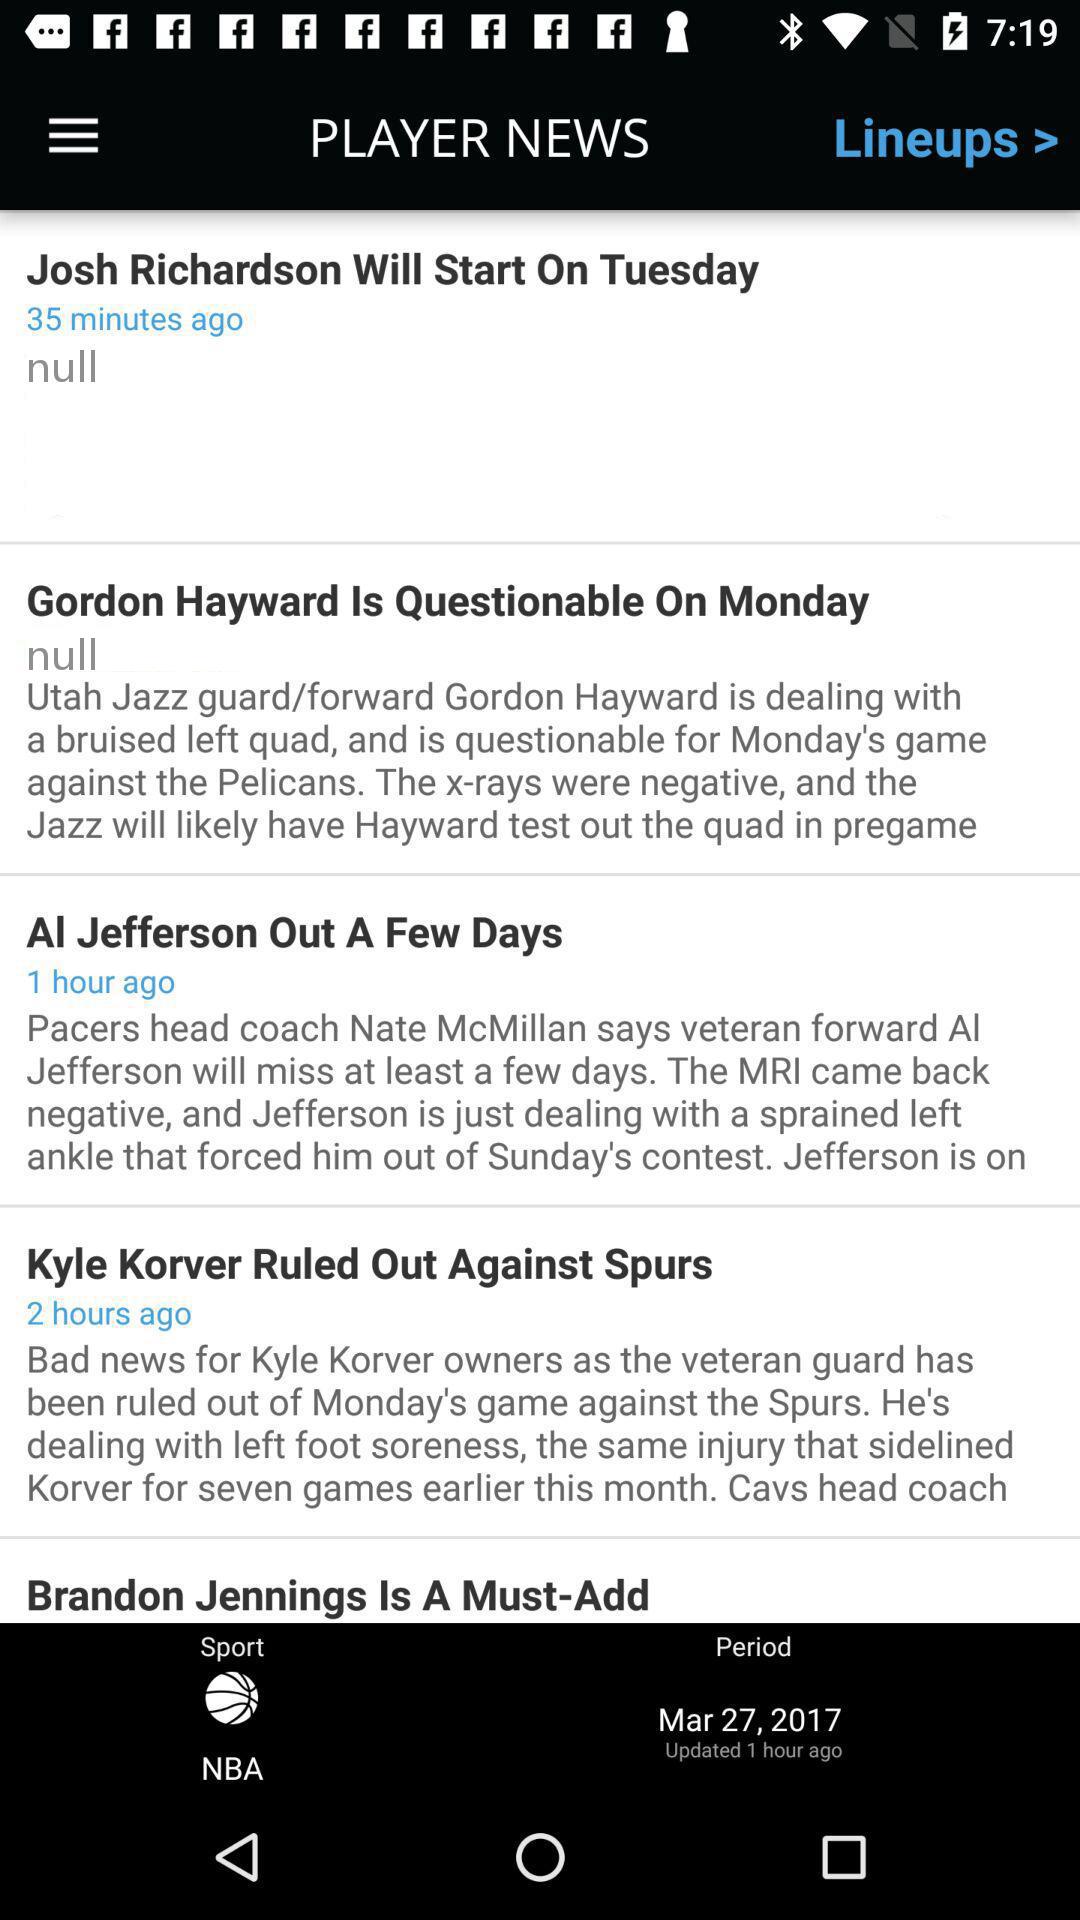 7:19
PLAYER NEWS
Lineups >
Josh Richardson Will Start On Tuesday
35 minutes ago
null
Gordon Hayward Is Questionable On Monday
null
Utah Jazz guard/forward Gordon Hayward is dealing with
a bruised left quad, and is questionable for Monday's game
against the Pelicans. The x-rays were negative, and the
Jazz will likely have Hayward test out the quad in pregame
Al Jefferson Out A Few Days
1 hour ago
Pacers head coach Nate McMillan says veteran forward Al
Jefferson will miss at least a few days. The MRI came back
negative, and Jefferson is just dealing with a sprained left
ankle that forced him out of Sunday's contest. Jefferson is on
Kyle Korver Ruled Out Against Spurs
2 hours ago
Bad news for Kyle Korver owners as the veteran guard has
been ruled out of Monday's game against the Spurs. He's
dealing with left foot soreness, the same injury that sidelined
Korver for seven games earlier this month. Cavs head coach
Brandon Jennings Is A Must-Add
Sport
NBA
Period
Mar 27, 2017
Updated 1 hour ago